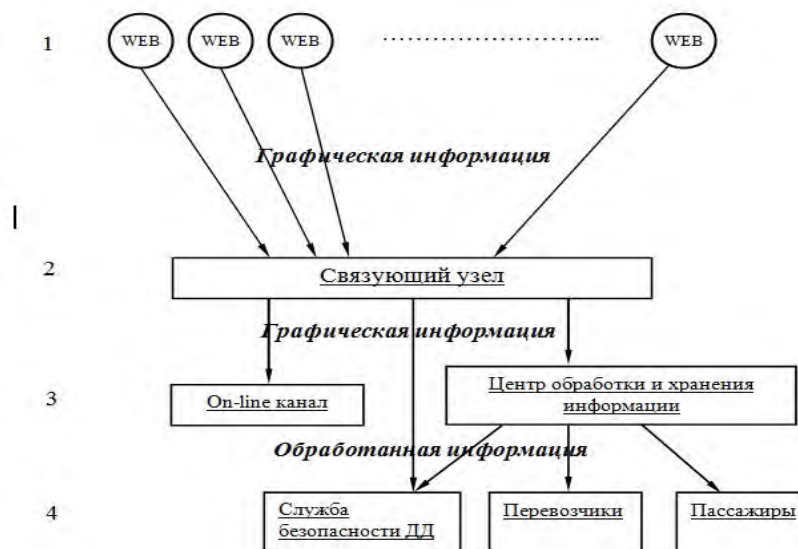 1
WEB WEB WEB ................................ WEB
Графическая информация
2
Связующий узел
Графическая информация
3
On-line канал
Центр обработки и хранения
информации
Обработанная информация
4
Служба
безопасности ДД
Перевозчики
Пассажиры